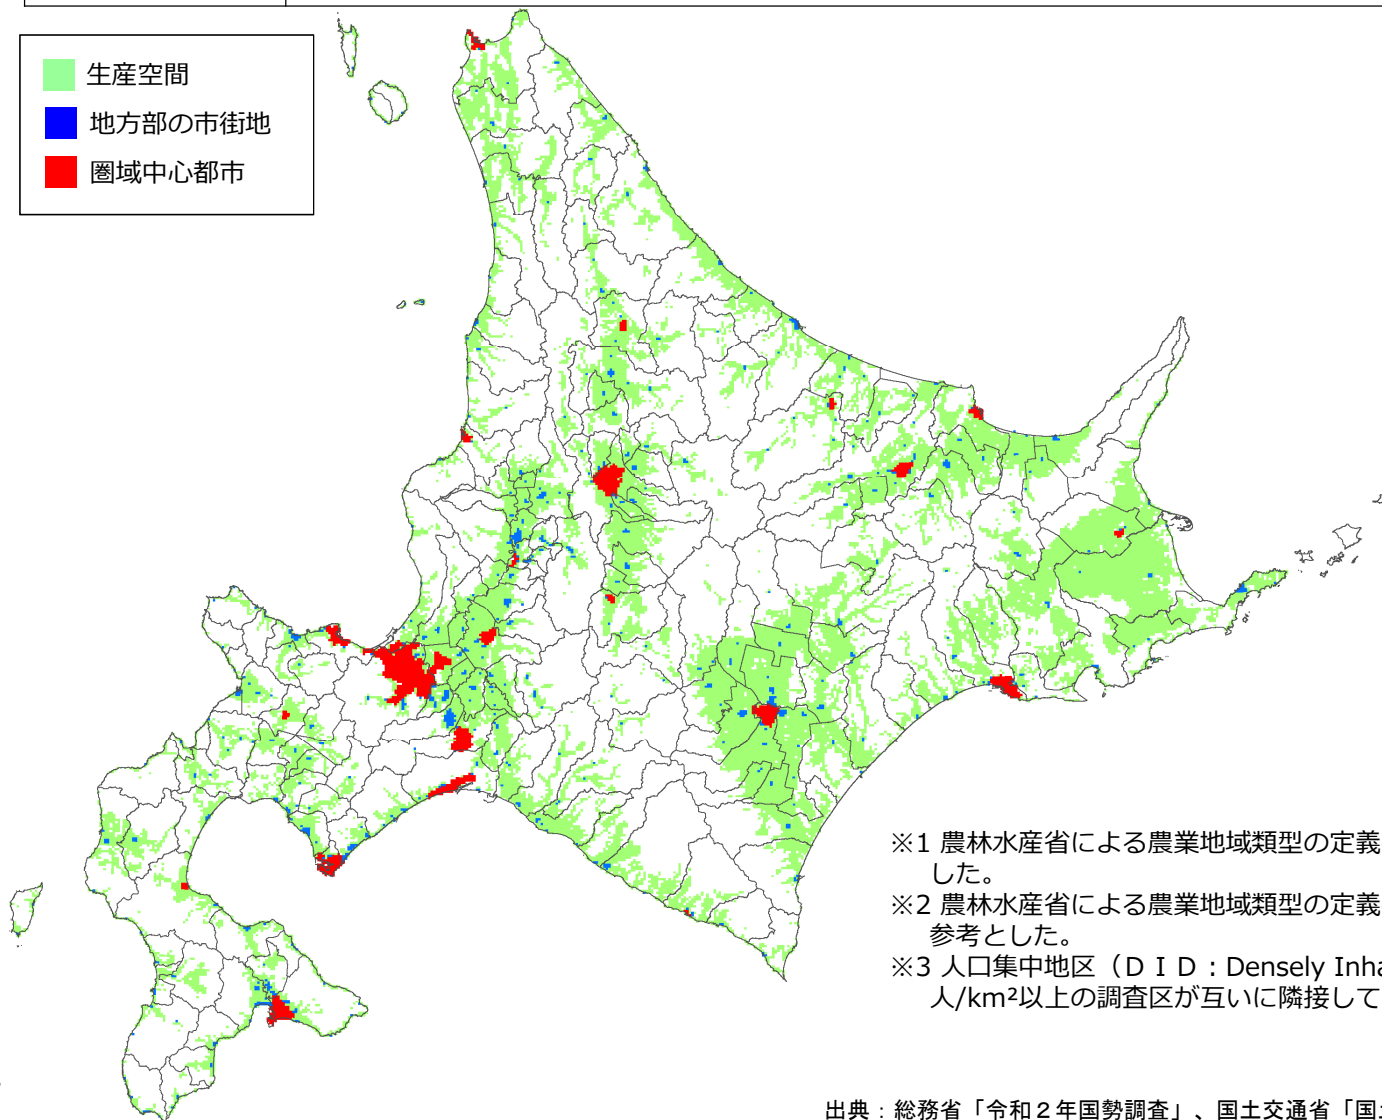 生産空間
地方部の市街地
圏域中心都市
※1 農林水産省による農業地域類型の定義
した。
※2 農林水産省による農業地域類型の定義
参考とした。
※3 人口集中地区（ＤＩＤ：Densely Inha
人/km²以上の調査区が互いに隣接して
出典：総務省「令和２年国勢調査」、国土交通省「国土